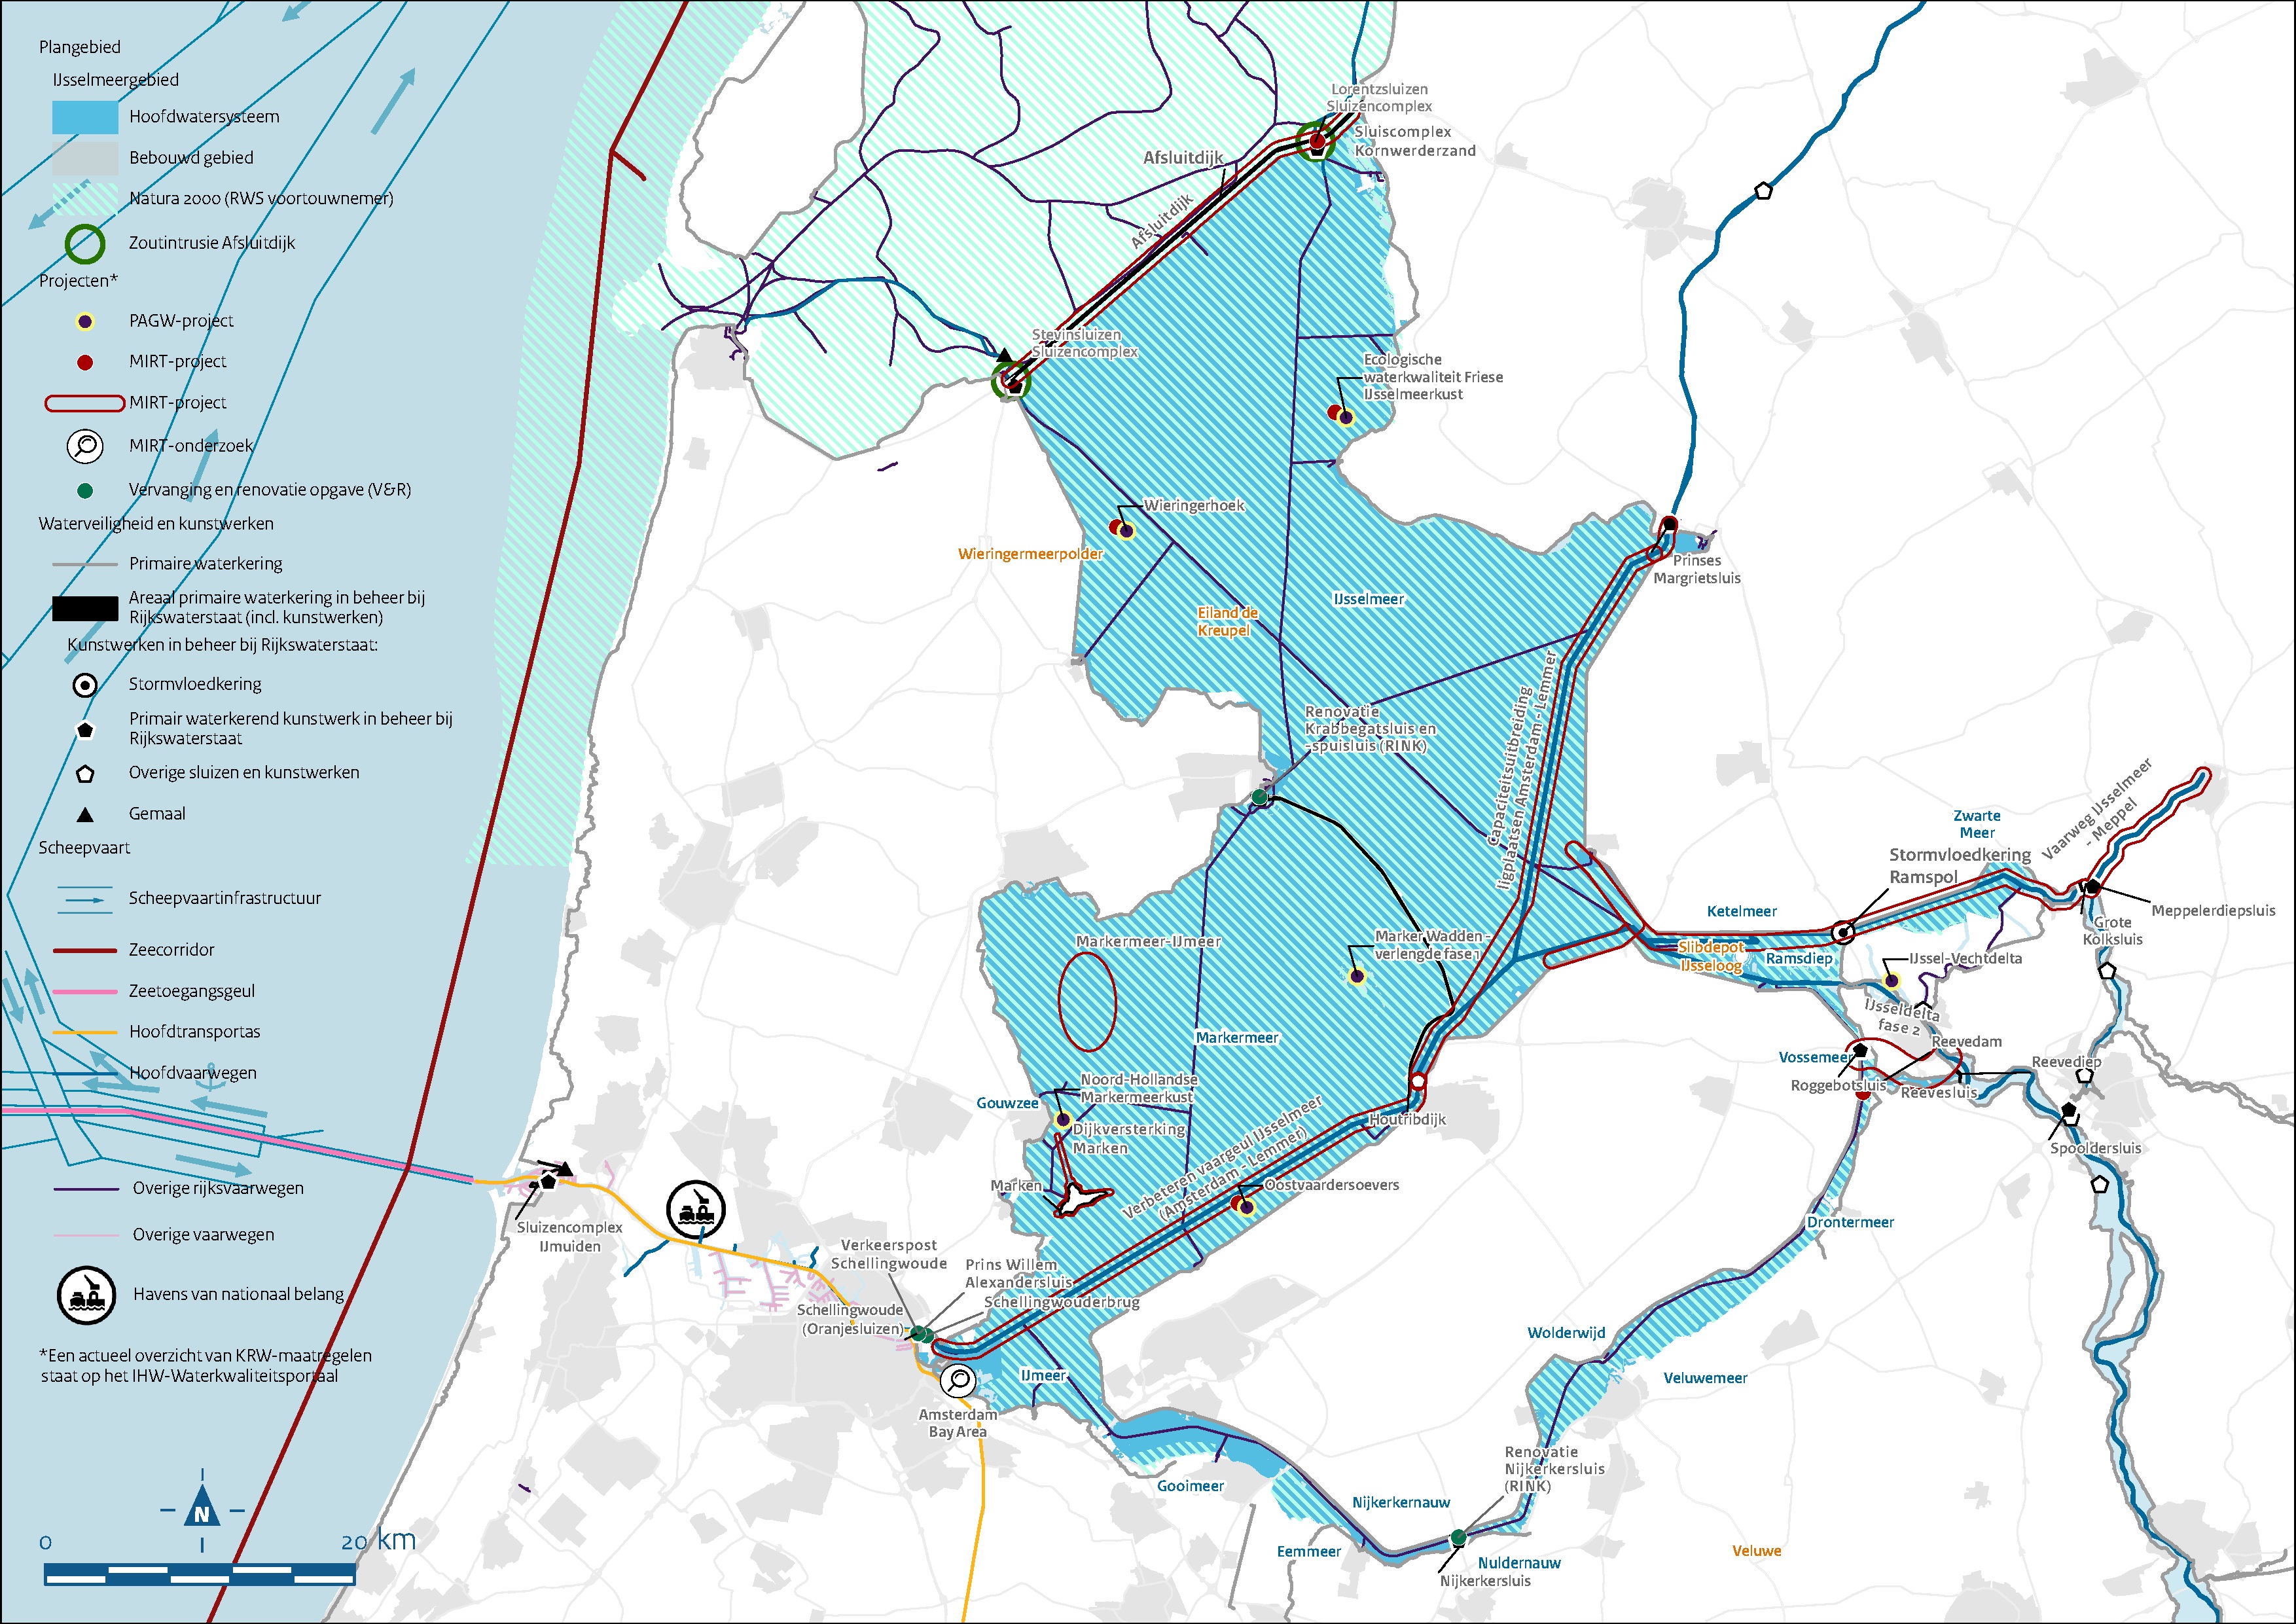 Plangebied
IJsselmeergebied
Hoofdwatersysteem
Bebouwd gebied
Natura 2000 (RWS voortouwnemer)
Zoutintrusie Afsluitdijk
Projecten*
PAGW-project
MIRT-project
MIRT-project
MIRT-onderzoek
Vervanging en renovatie opgave (V&R)
Waterveiligheid en kunstwerken
Primaire waterkering
Areaal primaire waterkering in beheer bij
Rijkswaterstaat (incl. kunstwerken)
Kunstwerken in beheer bij Rijkswaterstaat:
Stormvloedkering
Primair waterkerend kunstwerk in beheer bij
Rijkswaterstaat
Overige sluizen en kunstwerken
Gemaal
Scheepvaart
Scheepvaartinfrastructuur
Zeecorridor
Zeetoegangsgeul
Hoofdtransportas
Hoofdvaarwegen
Overige rijksvaarwegen
Overige vaarwegen
Havens van nationaal belang
*Een actueel overzicht van KRW-maatregelen
staat op het IHW-Waterkwaliteitsportaal
N
0
20 km
Lorentzsluizen
Sluizencomplex
Sluiscomplex
Kornwerderzand
Afsluitdijk
Afsluitdijk
Stevinsluizen
Sluizencomplex
Ecologische
waterkwaliteit Friese
IJsselmeerkust
Wieringerhoek
Wieringermeerpolder
Prinses
Margrietsluis
IJsselmeer
Eiland de
Kreupel
Renovatie
Krabbegatsluis en
-spuisluis (RINK)
Capaciteitsuitbreiding
ligplaatsen Amsterdam - Lemmer
Zwarte
Meer
Vaarweg IJsselmeer
- Meppel
Stormvloedkering
Ramspol
Meppelerdiepsluis
Ketelmeer
Grote
Kolksluis
Markermeer-IJmeer
Marker Wadden -
verlengde fase 1
Slibdepot
IJsseloog
Ramsdiep
IJssel-Vechtdelta
IJsseldelta
fase 2
Markermeer
Reevedam
Vossemeer
Reevediep
Roggebotsluis
Reevesluis
Noord-Hollandse
Markermeerkust
Gouwzee
Houtribdijk
Dijkversterking
Marken
Spooldersluis
Verbeteren vaargeul IJsselmeer
(Amsterdam - Lemmer)
Marken
Oostvaardersoevers
Drontermeer
Sluizencomplex
IJmuiden
Verkeerspost
Schellingwoude
Prins Willem
Alexandersluis
Schellingwouderbrug
Schellingwoude
(Oranjesluizen)
Wolderwijd
IJmeer
Veluwemeer
Amsterdam
Bay Area
Renovatie
Nijkerkersluis
(RINK)
Gooimeer
Nijkerkernauw
Eemmeer
Nuldernauw
Nijkerkersluis
Veluwe